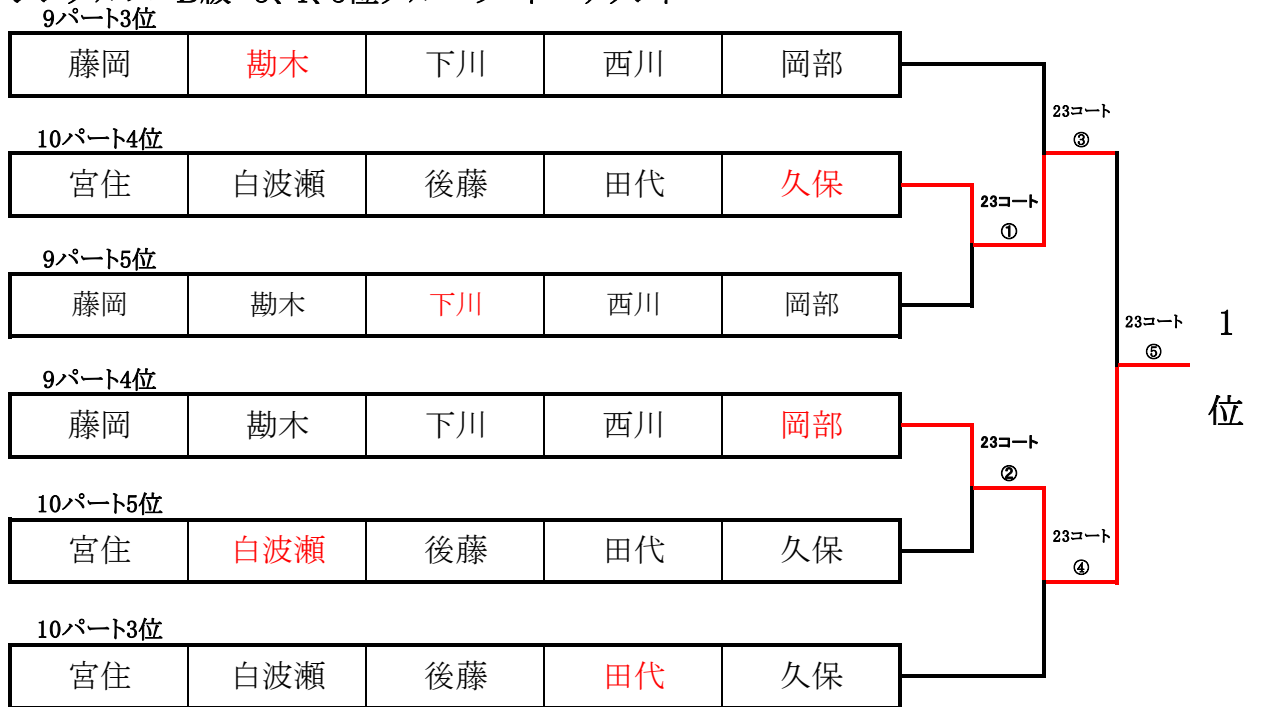 9パート3位
藤岡 勘木 下川 西川 岡部
23コート
③
10パート4位
宮住 白波瀬 後藤 田代 久保
23コート
①
9パート5位
藤岡 勘木 下川 西川 岡部
23コート
⑤
1
位
9パート4位
藤岡 勘木 下川 西川 岡部
23コート
②
10パート5位
宮住 白波瀬 後藤 田代 久保
23コート
④
10パート3位
宮住 白波瀬 後藤 田代 久保